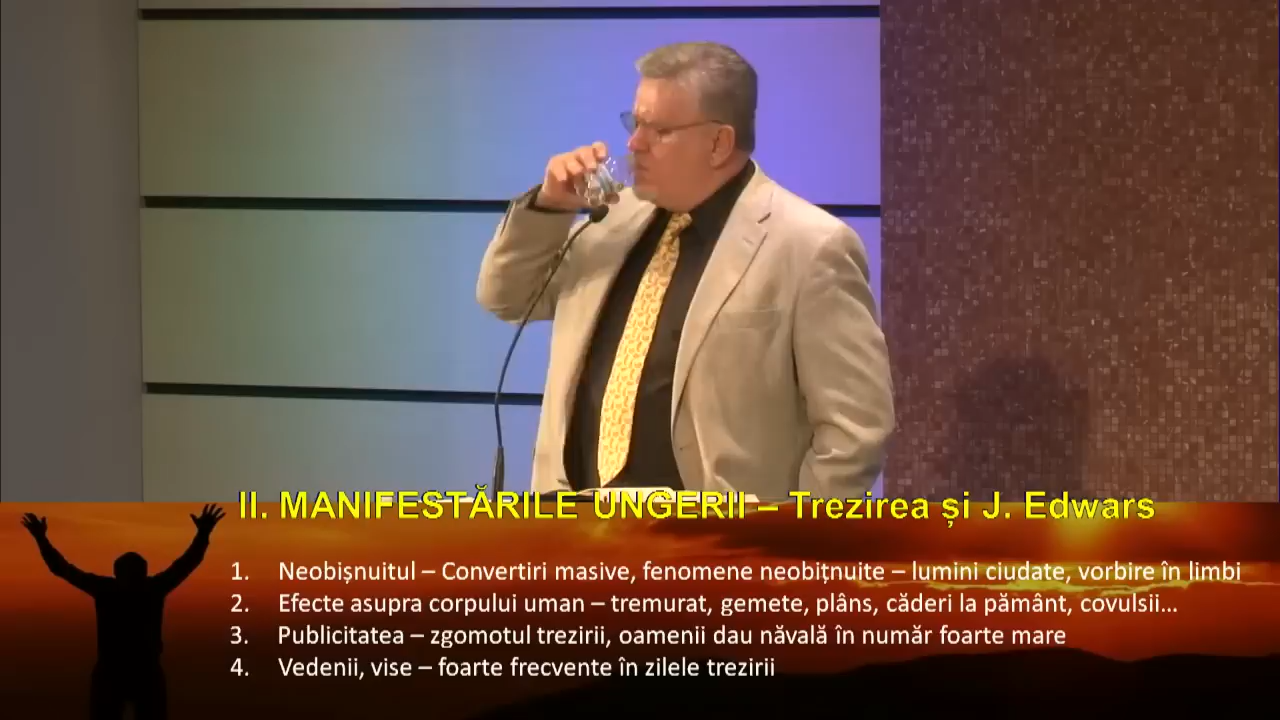 II. MANIFESTĂRILE UNGERII – Trezirea și J. Edwars
1. Neobișnuitul – Convertiri masive, fenomene neobițnuite – lumini ciudate, vorbire în limbi
2. Efecte asupra corpului uman – tremurat, gemete, plâns, căderi la pământ, covulsii...
3. Publicitatea – zgomotul trezirii, oamenii dau năvală în număr foarte mare
4. Vedenii, vise – foarte frecvente în zilele trezirii